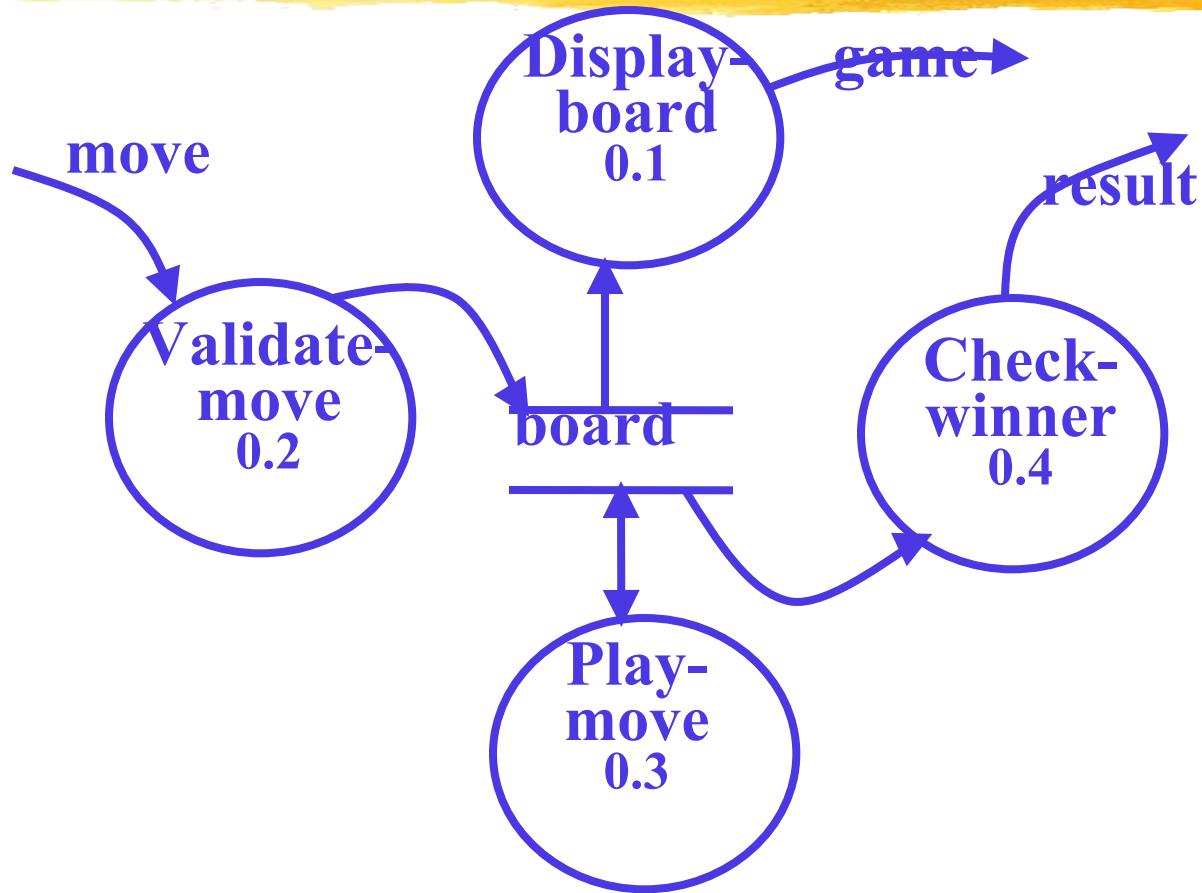 Display-
board
0.1
game
move
result
Validate-
move
0.2
board
Check-
winner
0.4
Play-
move
0.3